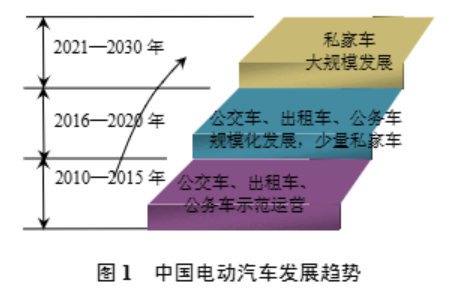 2021—2030 年
私家车
大规模发展
2016—2020 年
公交车、出租车、公务车
规模化发展，少量私家车
2010—2015 年
公交车、出租车、
公务车示范运营
图 1 中国电动汽车发展趋势